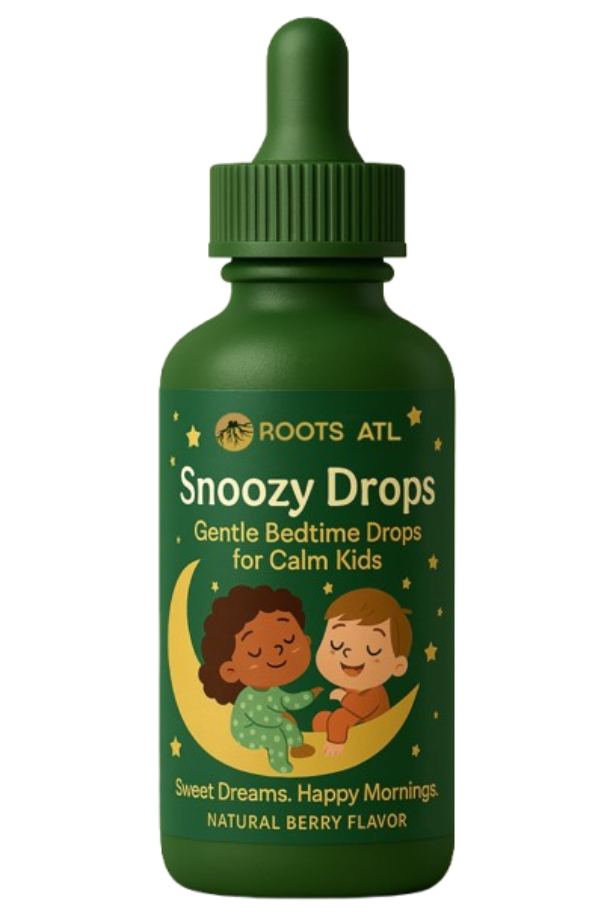 ROOTS ATL
Snoozy Drops
Gentle Bedtime Drops
for Calm Kids
Sweet Dreams. Happy Mornings.
NATURAL BERRY FLAVOR